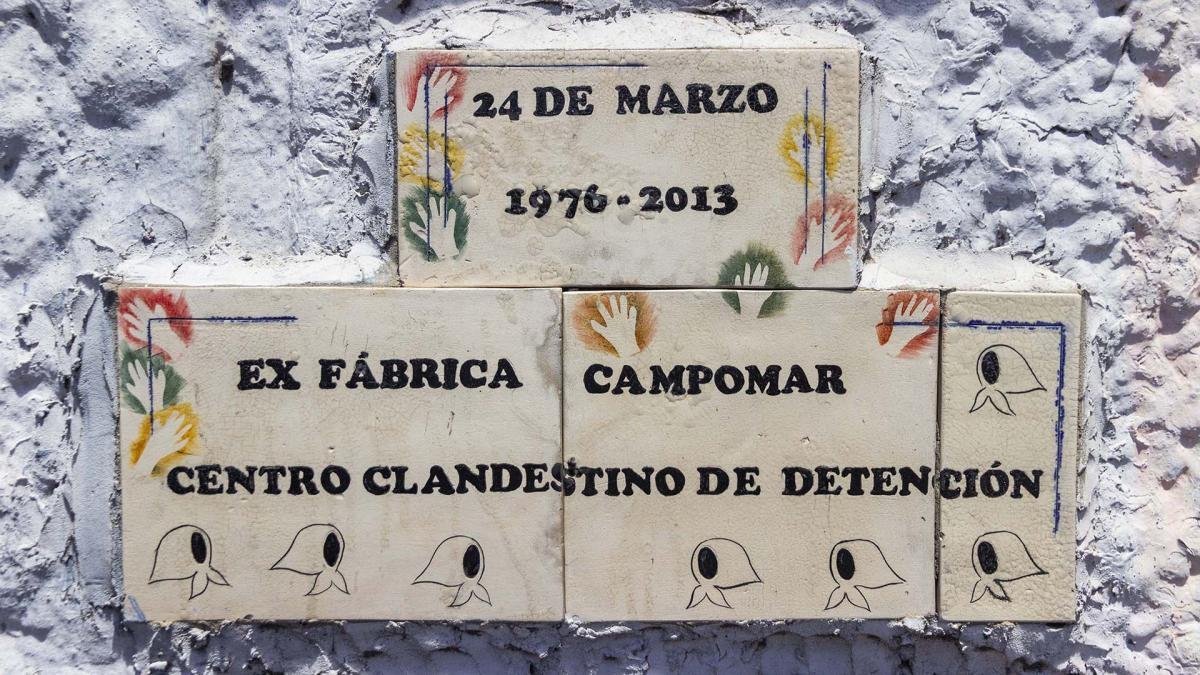 24 DE MARZO
1976-2013
EX FÁBRICA CAMPOMAR
CENTRO CLANDESTINO DE DETENCIÓN